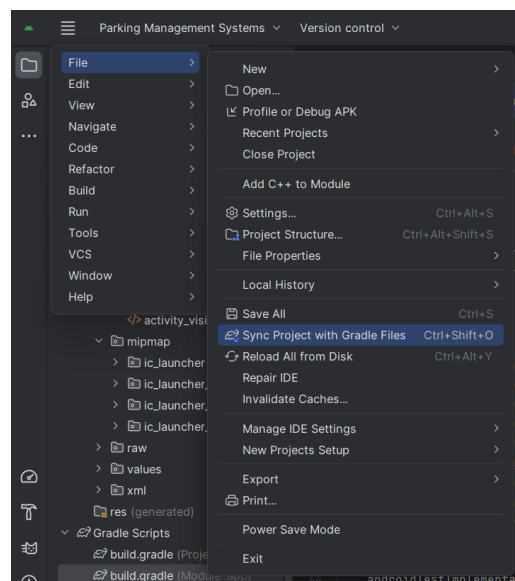 Parking Management Systems Version control
File
Edit
View
Navigate
Code
Refactor
Build
Run
Tools
VCS
Window
Help
New
Open...
Profile or Debug APK
Recent Projects
Close Project
Add C++ to Module
Settings... Ctrl+Alt+S
Project Structure... Ctrl+Alt+Shift+S
File Properties
Local History
Save All Ctrl+S
Sync Project with Gradle Files Ctrl+Shift+O
Reload All from Disk Ctrl+Alt+Y
Repair IDE
Invalidate Caches...
Manage IDE Settings
New Projects Setup
Export
Print...
Power Save Mode
Exit
activity_visi
mipmap
ic_launcher
ic_launcher_
ic_launcher_
ic_launcher_
raw
values
xml
res (generated)
Gradle Scripts
build.gradle (Proje
build.gradle (Module :app)
androidTestImplementa